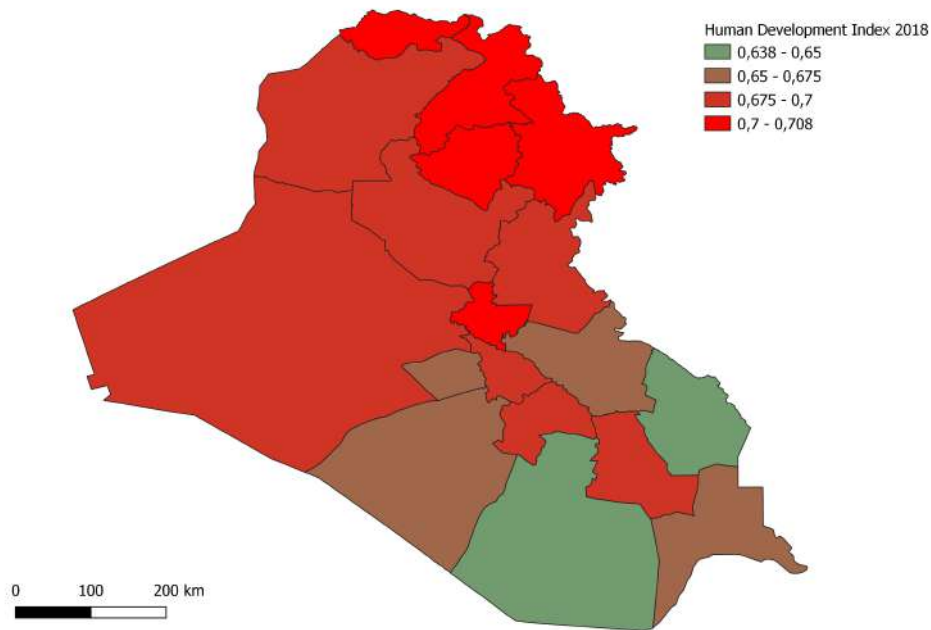 Human Development Index 2018
0,638 - 0,65
0,65 - 0,675
0,675 - 0,7
0,7 - 0,708
0 100 200 km